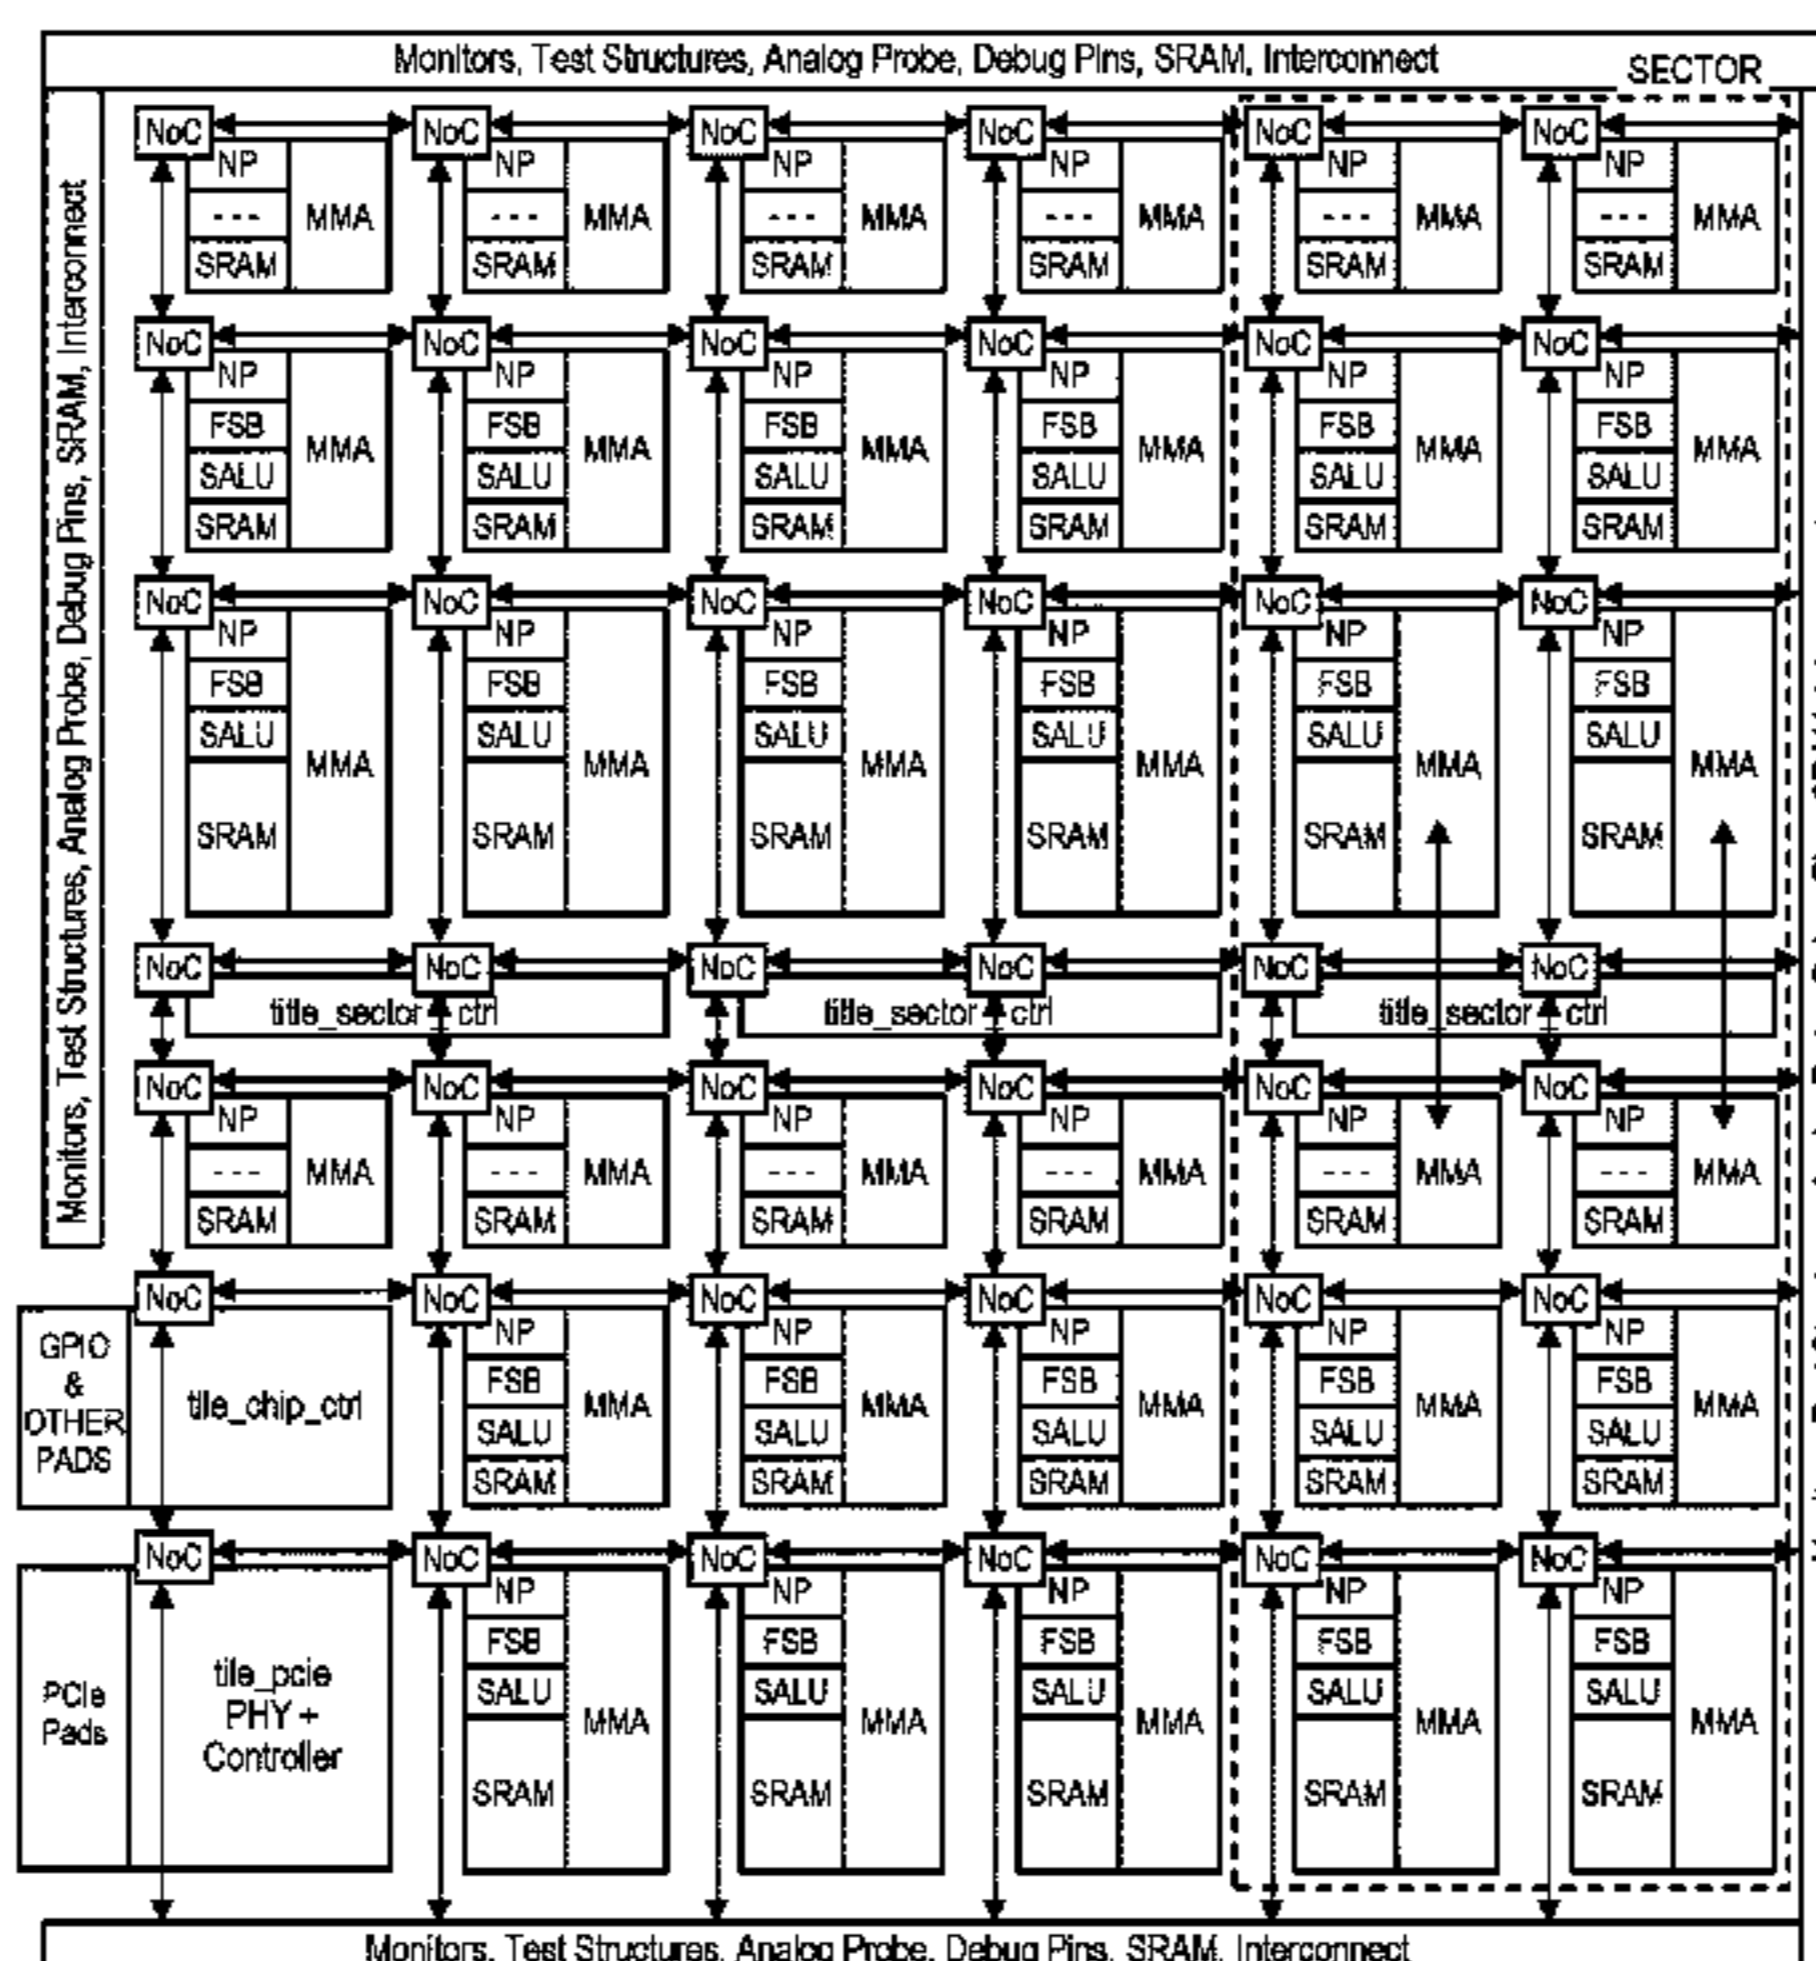 Monitors, Test Structures, Analog Probe, Debug Pins, SRAM, Interconnect
SECTOR
Monitors, Test Structures, Analog Probe, Debug Pins, SRAM, Interconnect
NoC NoC NoC NoC NoC NoC
NP NP NP NP NP NP
--- MMA --- MMA --- MMA --- MMA --- MMA --- MMA
SRAM SRAM SRAM SRAM SRAM SRAM
NoC NoC NoC NoC NoC NoC
NP NP NP NP NP NP
FSB FSB FSB FSB FSB FSB
MMA MMA MMA MMA MMA MMA
SALU SALU SALU SALU SALU SALU
SRAM SRAM SRAM SRAM SRAM SRAM
NoC NoC NoC NoC NoC NoC
NP NP NP NP NP NP
FSB FSB FSB FSB FSB FSB
SALU SALU SALU SALU SALU SALU
MMA MMA MMA MMA MMA MMA
SRAM SRAM SRAM SRAM SRAM SRAM
NoC NoC NoC NoC NoC NoC
title_sector_ctrl title_sector_ctrl title_sector_ctrl
NoC NoC NoC NoC NoC NoC
NP NP NP NP NP NP
--- MMA --- MMA --- MMA --- MMA --- MMA --- MMA
SRAM SRAM SRAM SRAM SRAM SRAM
NoC NoC NoC NoC NoC NoC
GPIO
&
OTHER
PADS
tile_chip_ctrl
NP NP NP NP NP
FSB FSB FSB FSB FSB
MMA MMA MMA MMA MMA
SALU SALU SALU SALU SALU
SRAM SRAM SRAM SRAM SRAM
NoC NoC NoC NoC NoC NoC
PCIe
Pads
tile_pcie
PHY +
Controller
NP NP NP NP NP
FSB FSB FSB FSB FSB
SALU SALU SALU SALU SALU
MMA MMA MMA MMA MMA
SRAM SRAM SRAM SRAM SRAM
Monitors, Test Structures, Analog Probe, Debug Pins, SRAM, Interconnect